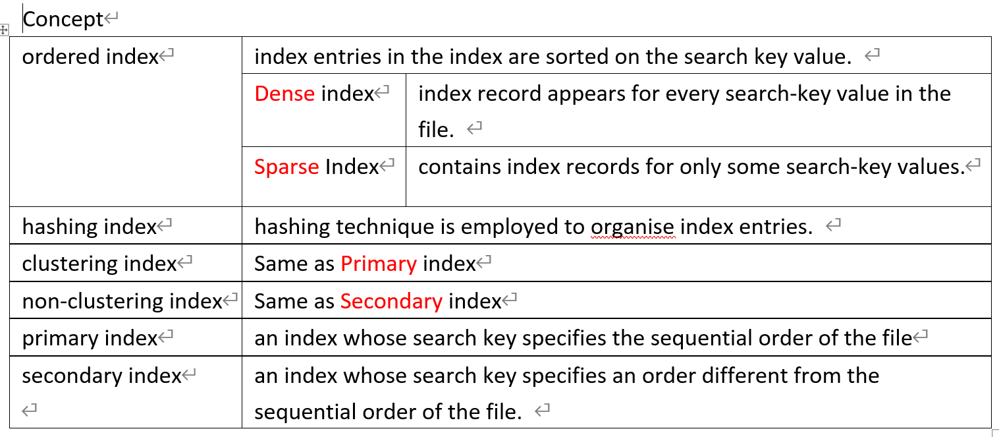 Concept
ordered index
index entries in the index are sorted on the search key value.
Dense index
index record appears for every search-key value in the
file.
Sparse Index
contains index records for only some search-key values.
hashing index
hashing technique is employed to organise index entries.
clustering index
Same as Primary index
non-clustering index
Same as Secondary index
primary index
an index whose search key specifies the sequential order of the file
secondary index
an index whose search key specifies an order different from the
sequential order of the file.